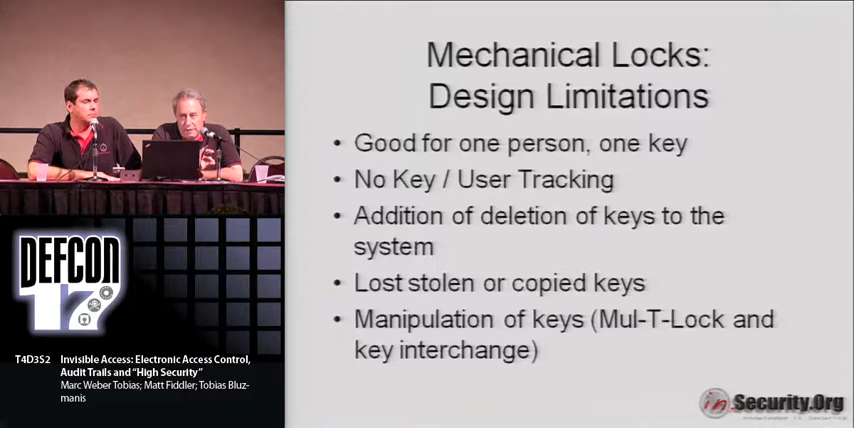 Mechanical Locks:
Design Limitations
• Good for one person, one key
• No Key / User Tracking
• Addition of deletion of keys to the
system
• Lost stolen or copied keys
• Manipulation of keys (Mul-T-Lock and
key interchange)
in.Security.Org
DEFCON
17
T4D3S2 Invisible Access: Electronic Access Control,
Audit Trails and “High Security”
Marc Weber Tobias; Matt Fiddler; Tobias Bluz-
manis